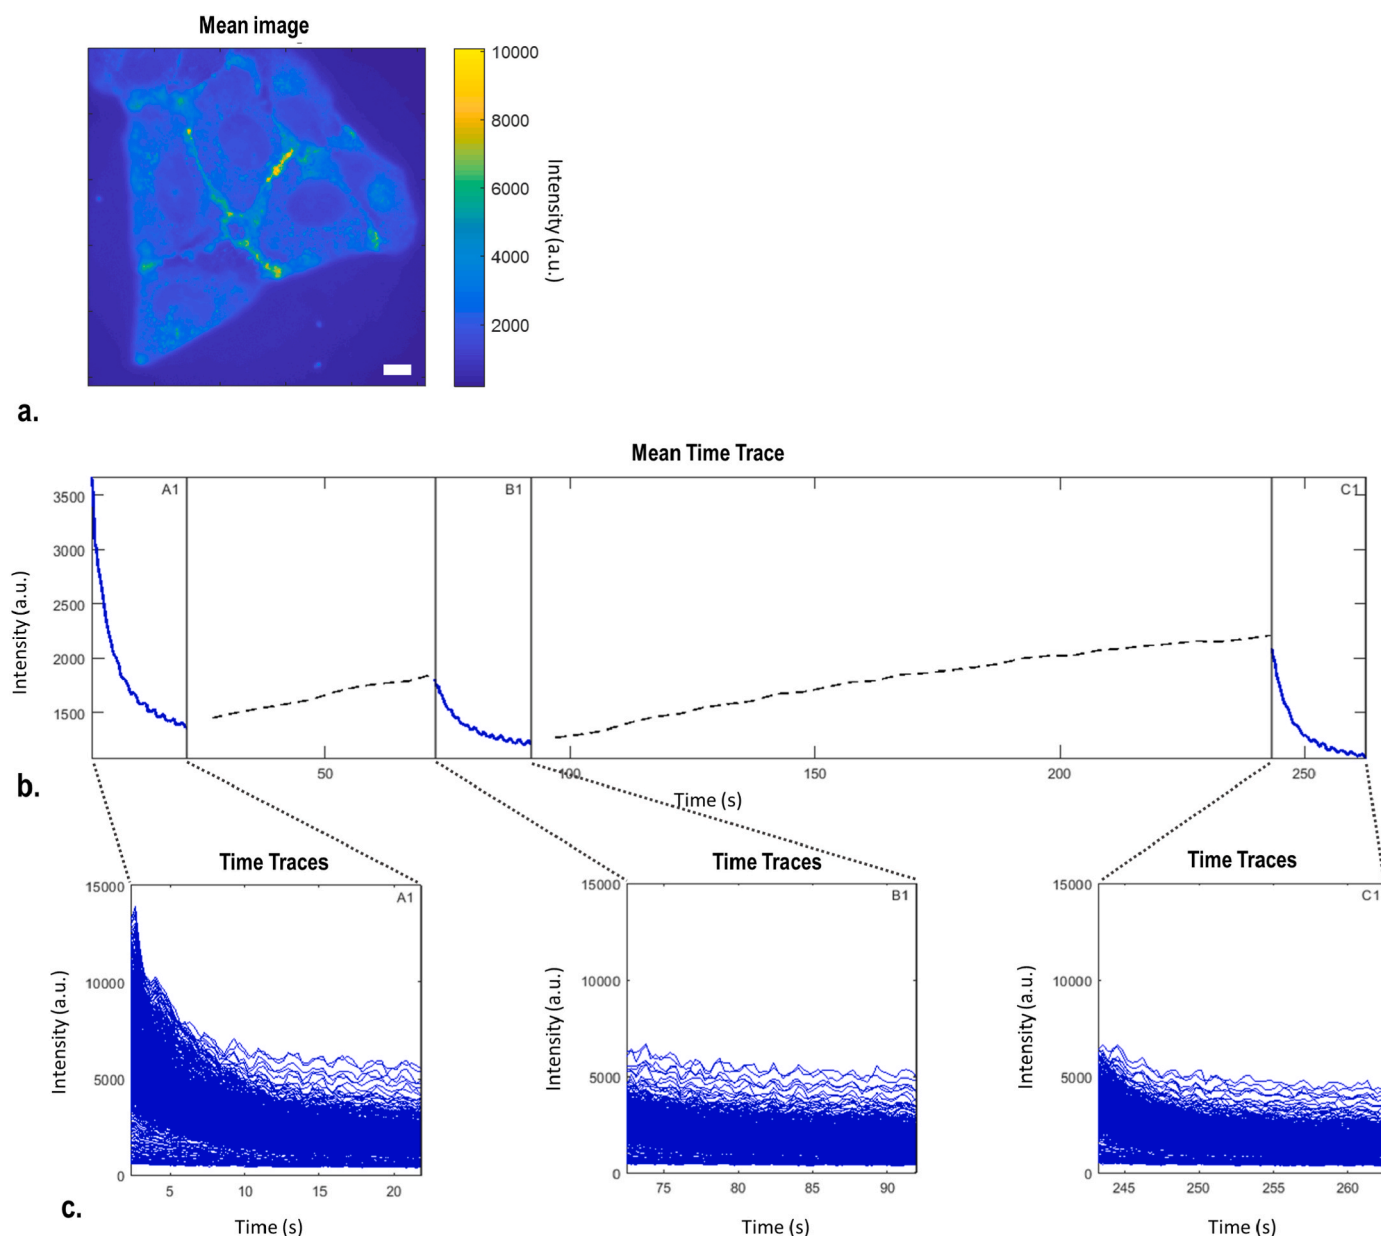 Mean image
10000
8000
6000
4000
2000
Intensity (a.u.)
a.
Mean Time Trace
A1
B1
C1
3500
3000
2500
2000
1500
Intensity (a.u.)
50
100
150
200
250
Time (s)
b.
Time Traces
A1
15000
10000
5000
0
Intensity (a.u.)
5
10
15
20
Time (s)
Time Traces
B1
15000
10000
5000
0
Intensity (a.u.)
75
80
85
90
Time (s)
Time Traces
C1
15000
10000
5000
0
Intensity (a.u.)
245
250
255
260
Time (s)
c.